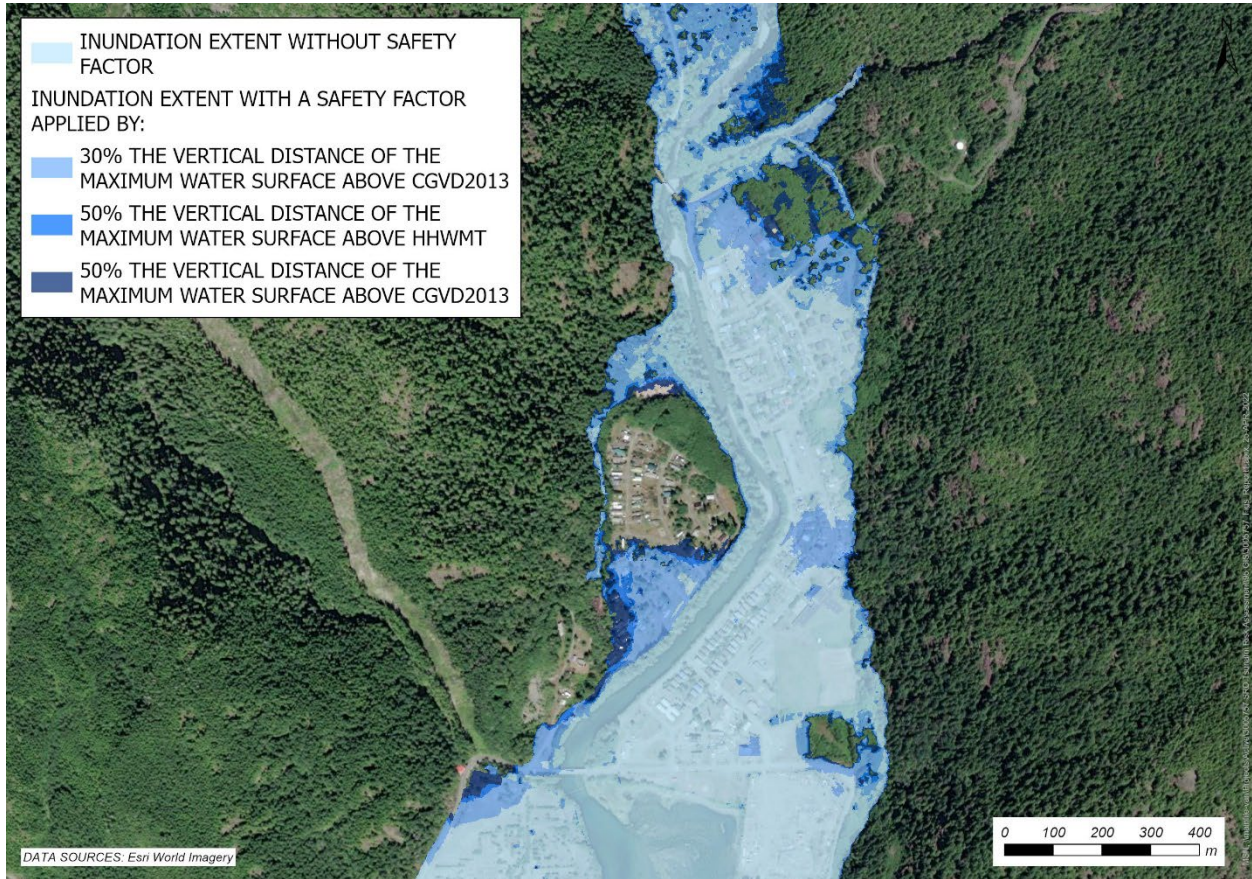 INUNDATION EXTENT WITHOUT SAFETY
FACTOR
INUNDATION EXTENT WITH A SAFETY FACTOR
APPLIED BY:
30% THE VERTICAL DISTANCE OF THE
MAXIMUM WATER SURFACE ABOVE CGVD2013
50% THE VERTICAL DISTANCE OF THE
MAXIMUM WATER SURFACE ABOVE HHWMT
50% THE VERTICAL DISTANCE OF THE
MAXIMUM WATER SURFACE ABOVE CGVD2013
0 100 200 300 400
m
DATA SOURCES: Esri World Imagery